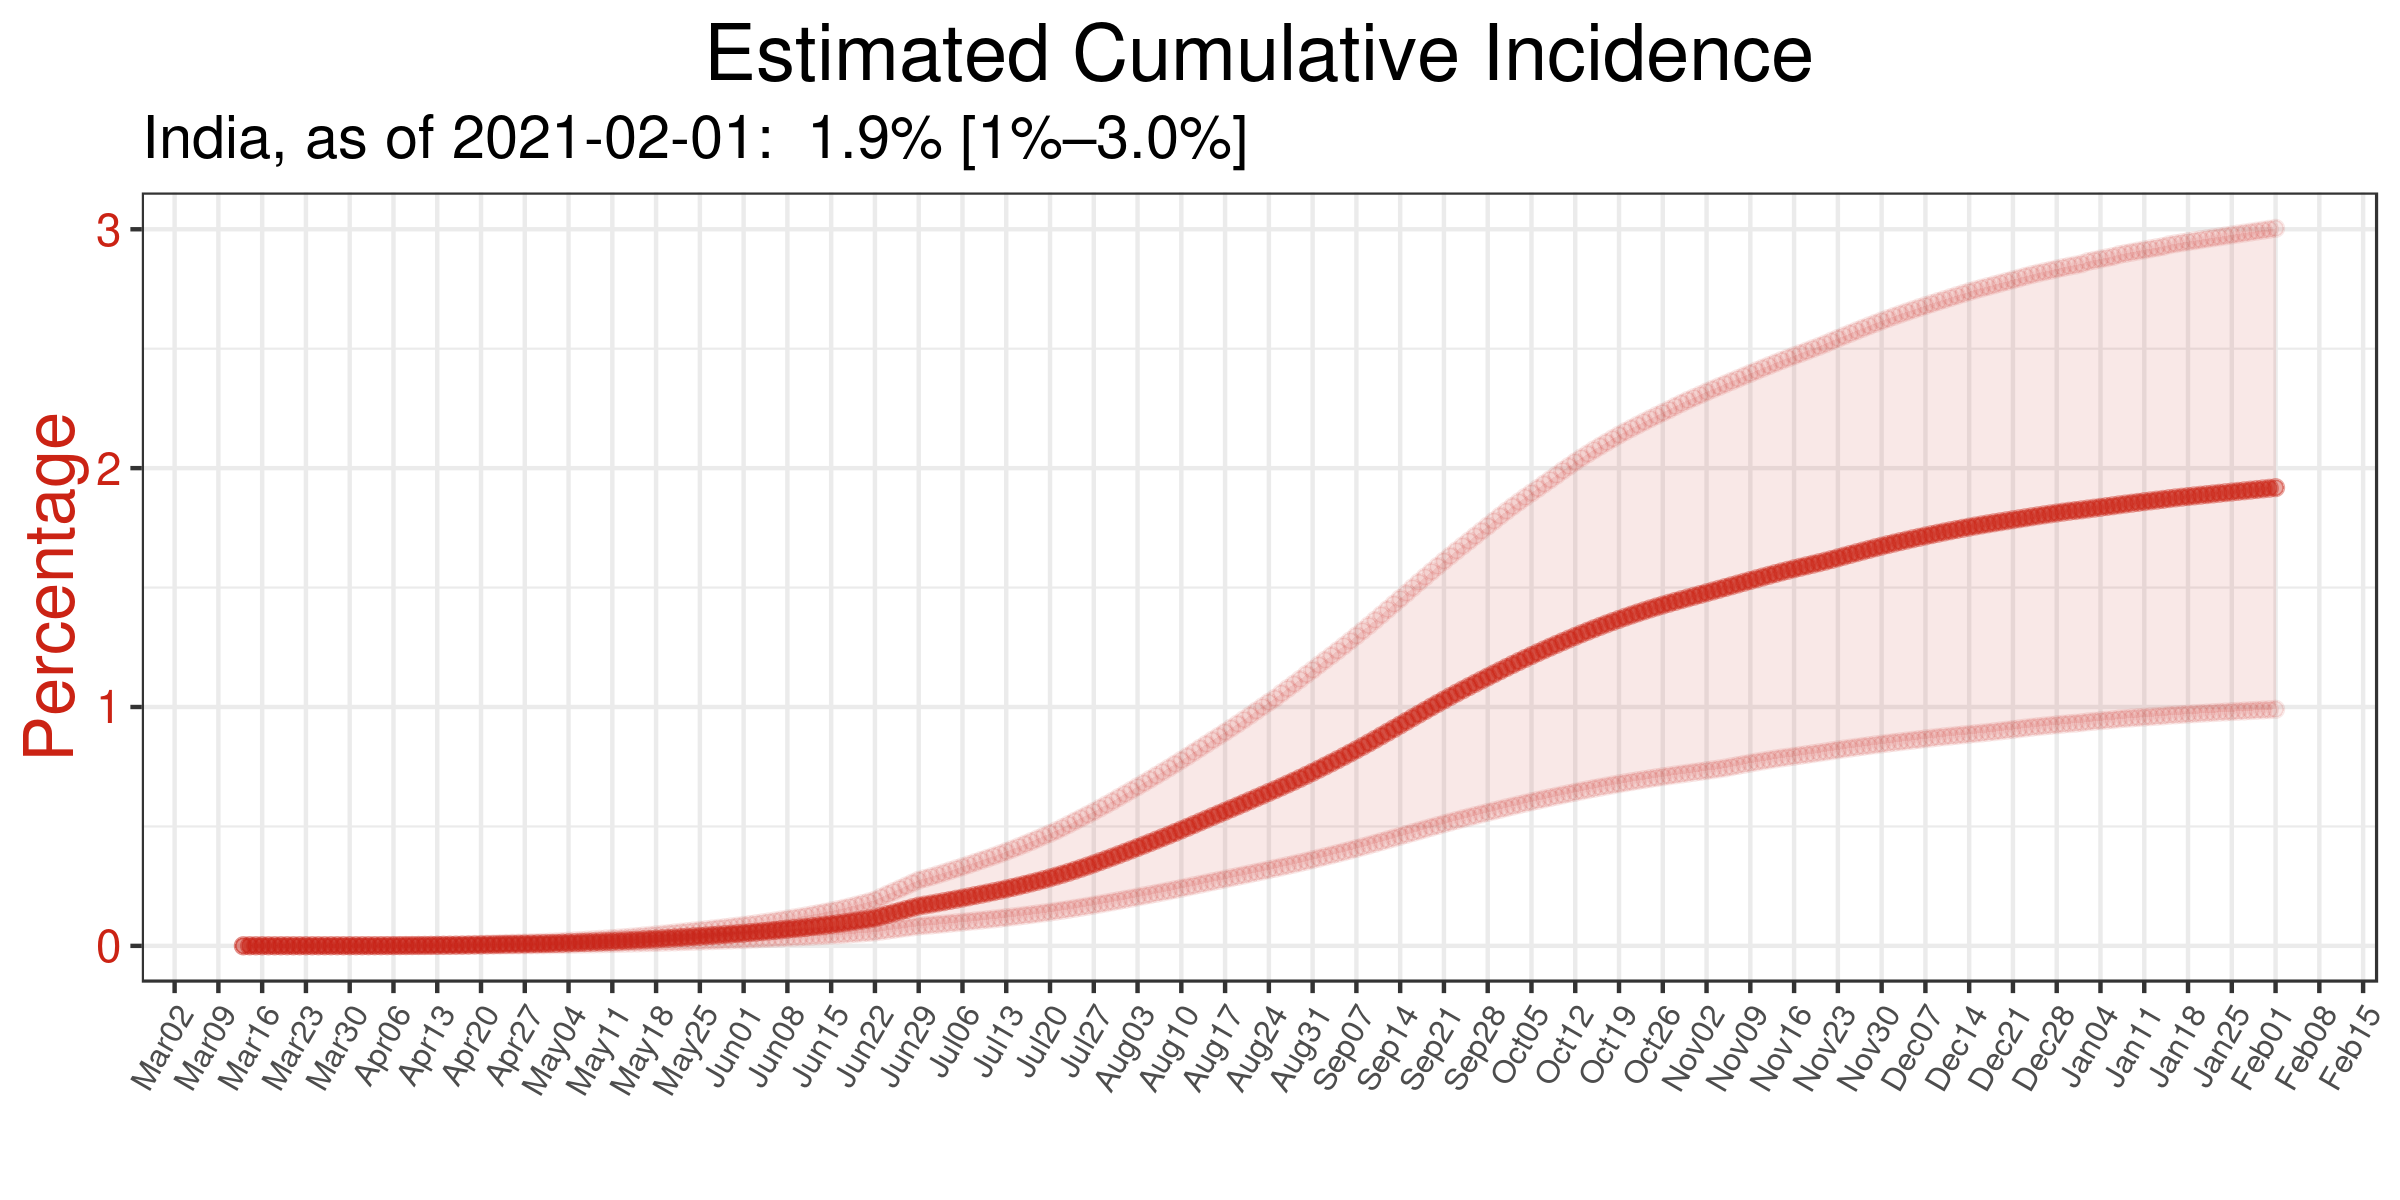 Estimated Cumulative Incidence
India, as of 2021-02-01:  1.9% [1%–3.0%]
Percentage
3
2
1
0
Mar02
Mar09
Mar16
Mar23
Mar30
Apr06
Apr13
Apr20
Apr27
May04
May11
May18
May25
Jun01
Jun08
Jun15
Jun22
Jun29
Jul06
Jul13
Jul20
Jul27
Aug03
Aug10
Aug17
Aug24
Aug31
Sep07
Sep14
Sep21
Sep28
Oct05
Oct12
Oct19
Oct26
Nov02
Nov09
Nov16
Nov23
Nov30
Dec07
Dec14
Dec21
Dec28
Jan04
Jan11
Jan18
Jan25
Feb01
Feb08
Feb15